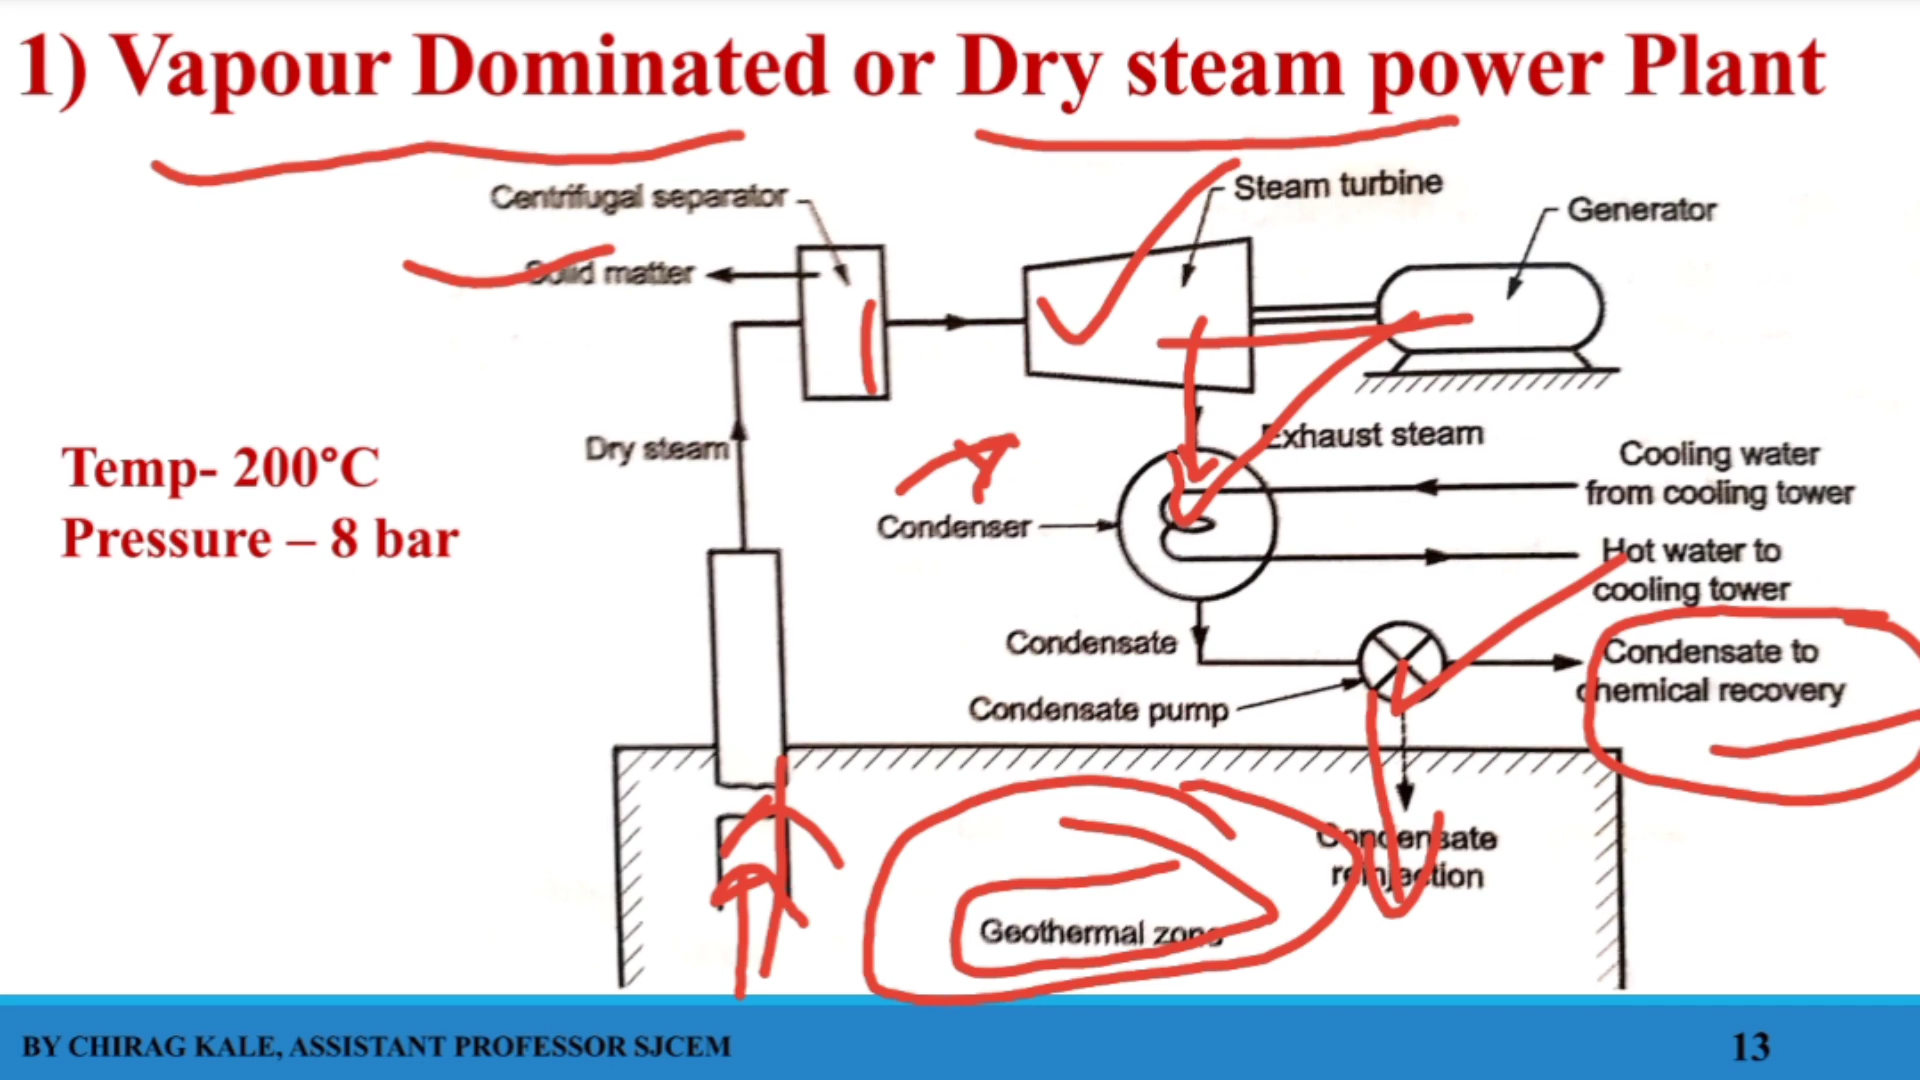 1) Vapour Dominated or Dry steam power Plant
Centrifugal separator
Steam turbine
Generator
Solid matter
Dry steam
Exhaust steam
Temp- 200°C
Pressure – 8 bar
Cooling water
from cooling tower
Condenser
Hot water to
cooling tower
Condensate
Condensate to
chemical recovery
Condensate pump
Condensate
reinjection
Geothermal zone
BY CHIRAG KALE, ASSISTANT PROFESSOR SJCEM
13